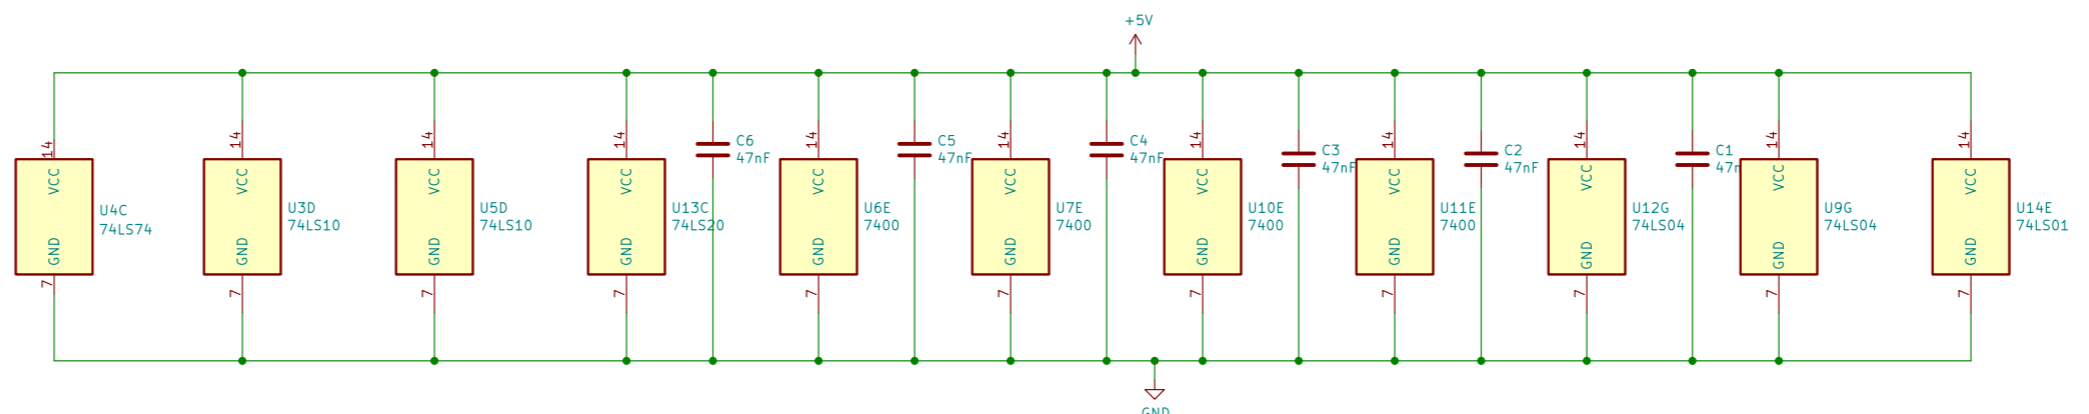 +5V
14
VCC
GND
7
U4C
74LS74
14
VCC
GND
7
U3D
74LS10
14
VCC
GND
7
U5D
74LS10
14
VCC
GND
7
U13C
74LS20
C6
47nF
14
VCC
GND
7
U6E
7400
C5
47nF
14
VCC
GND
7
U7E
7400
C4
47nF
14
VCC
GND
7
U10E
7400
C3
47nF
14
VCC
GND
7
U11E
7400
C2
47nF
14
VCC
GND
7
U12G
74LS04
C1
47n
14
VCC
GND
7
U9G
74LS04
14
VCC
GND
7
U14E
74LS01
GND